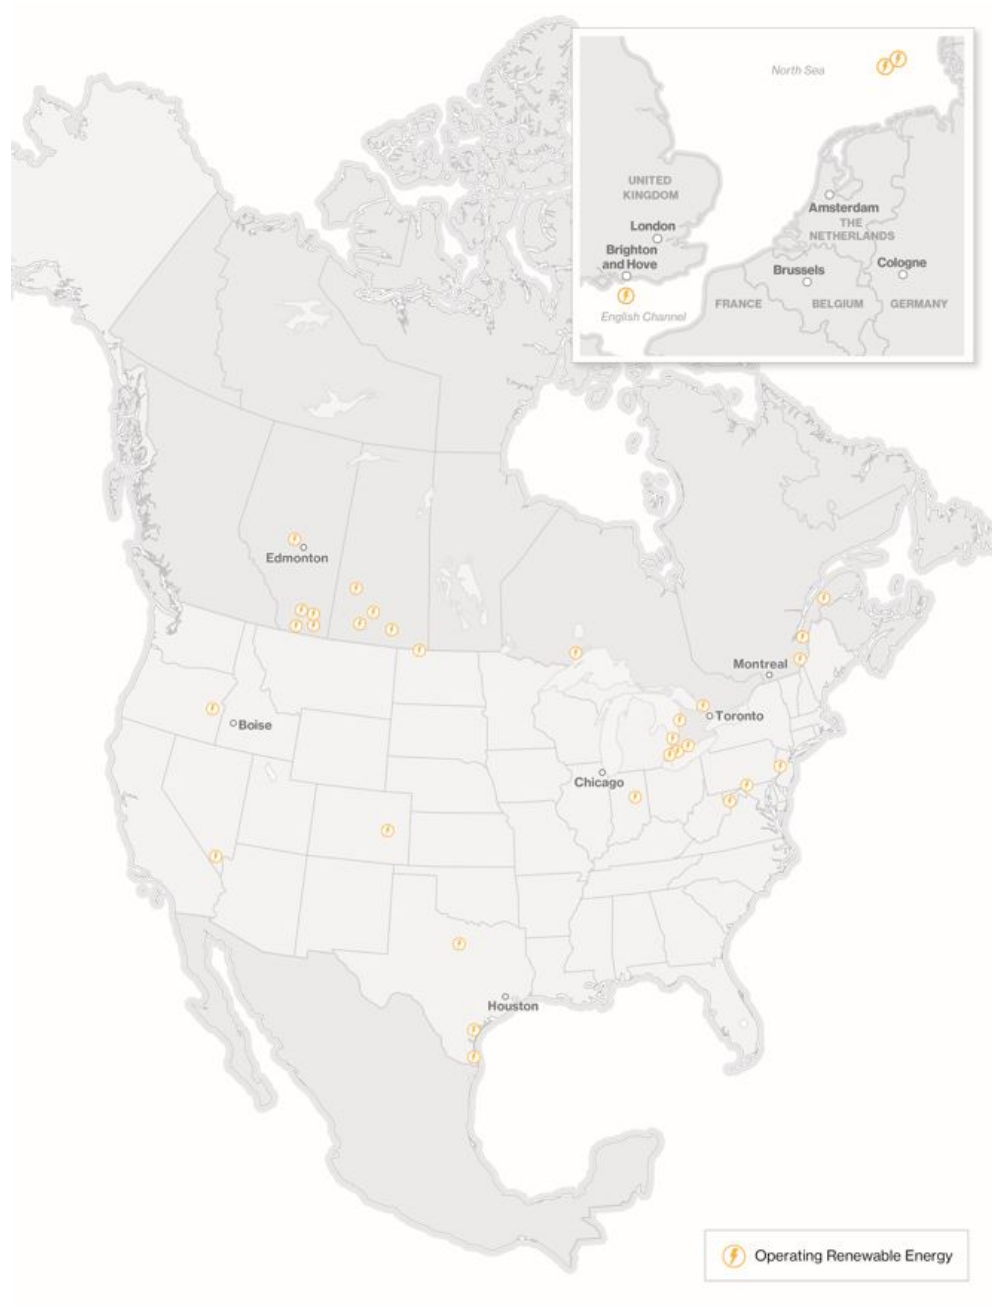 North Sea
UNITED
KINGDOM
Amsterdam
THE
NETHERLANDS
London
Brighton
and Hove
Brussels
Cologne
FRANCE
BELGIUM
GERMANY
English Channel
Edmonton
Montreal
Toronto
Boise
Chicago
Houston
Operating Renewable Energy